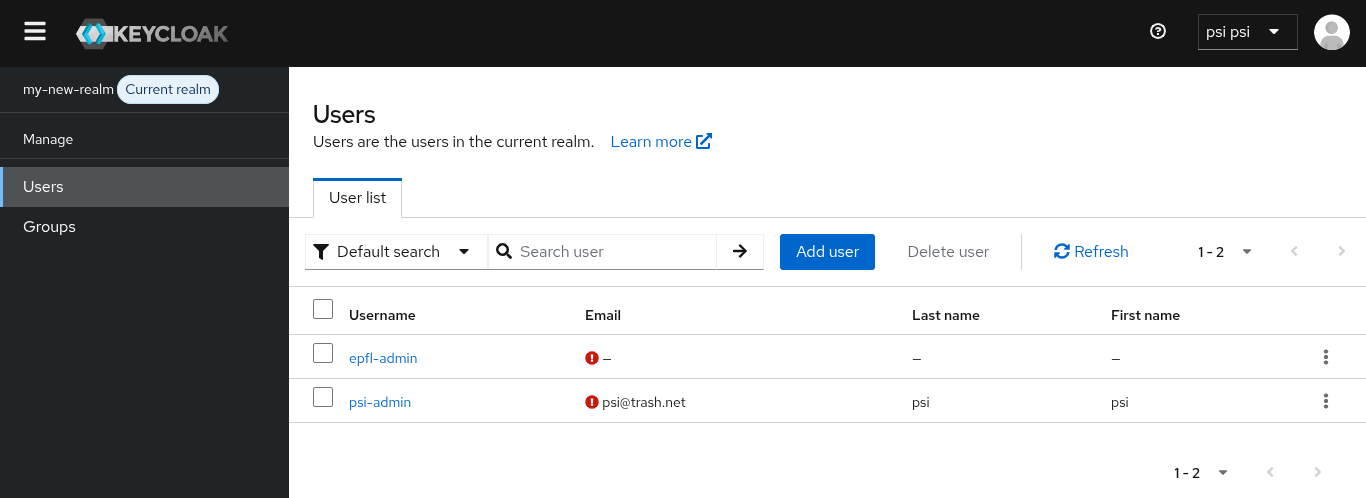 KEYCLOAK
psi psi
my-new-realm Current realm
Manage
Users
Groups
Users
Users are the users in the current realm. Learn more
User list
Default search Search user Add user Delete user Refresh 1 - 2
Username Email Last name First name
epfl-admin – – –
psi-admin psi@trash.net psi psi
1 - 2